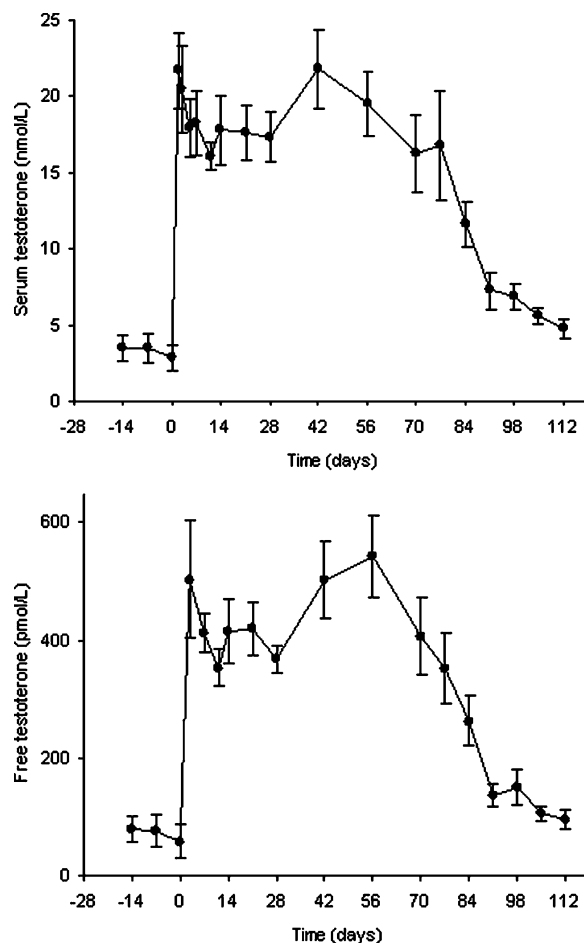 Serum testoterone (nmol/L)
25
20
15
10
5
0
-28 -14 0 14 28 42 56 70 84 98 112
Time (days)
Free testoterone (pmol/L)
600
400
200
0
-28 -14 0 14 28 42 56 70 84 98 112
Time (days)